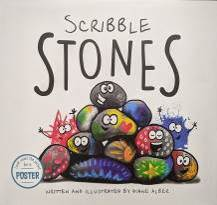 SCRIBBLE
STONES
POSTER
WRITTEN AND ILLUSTRATED BY DIANE ALBER